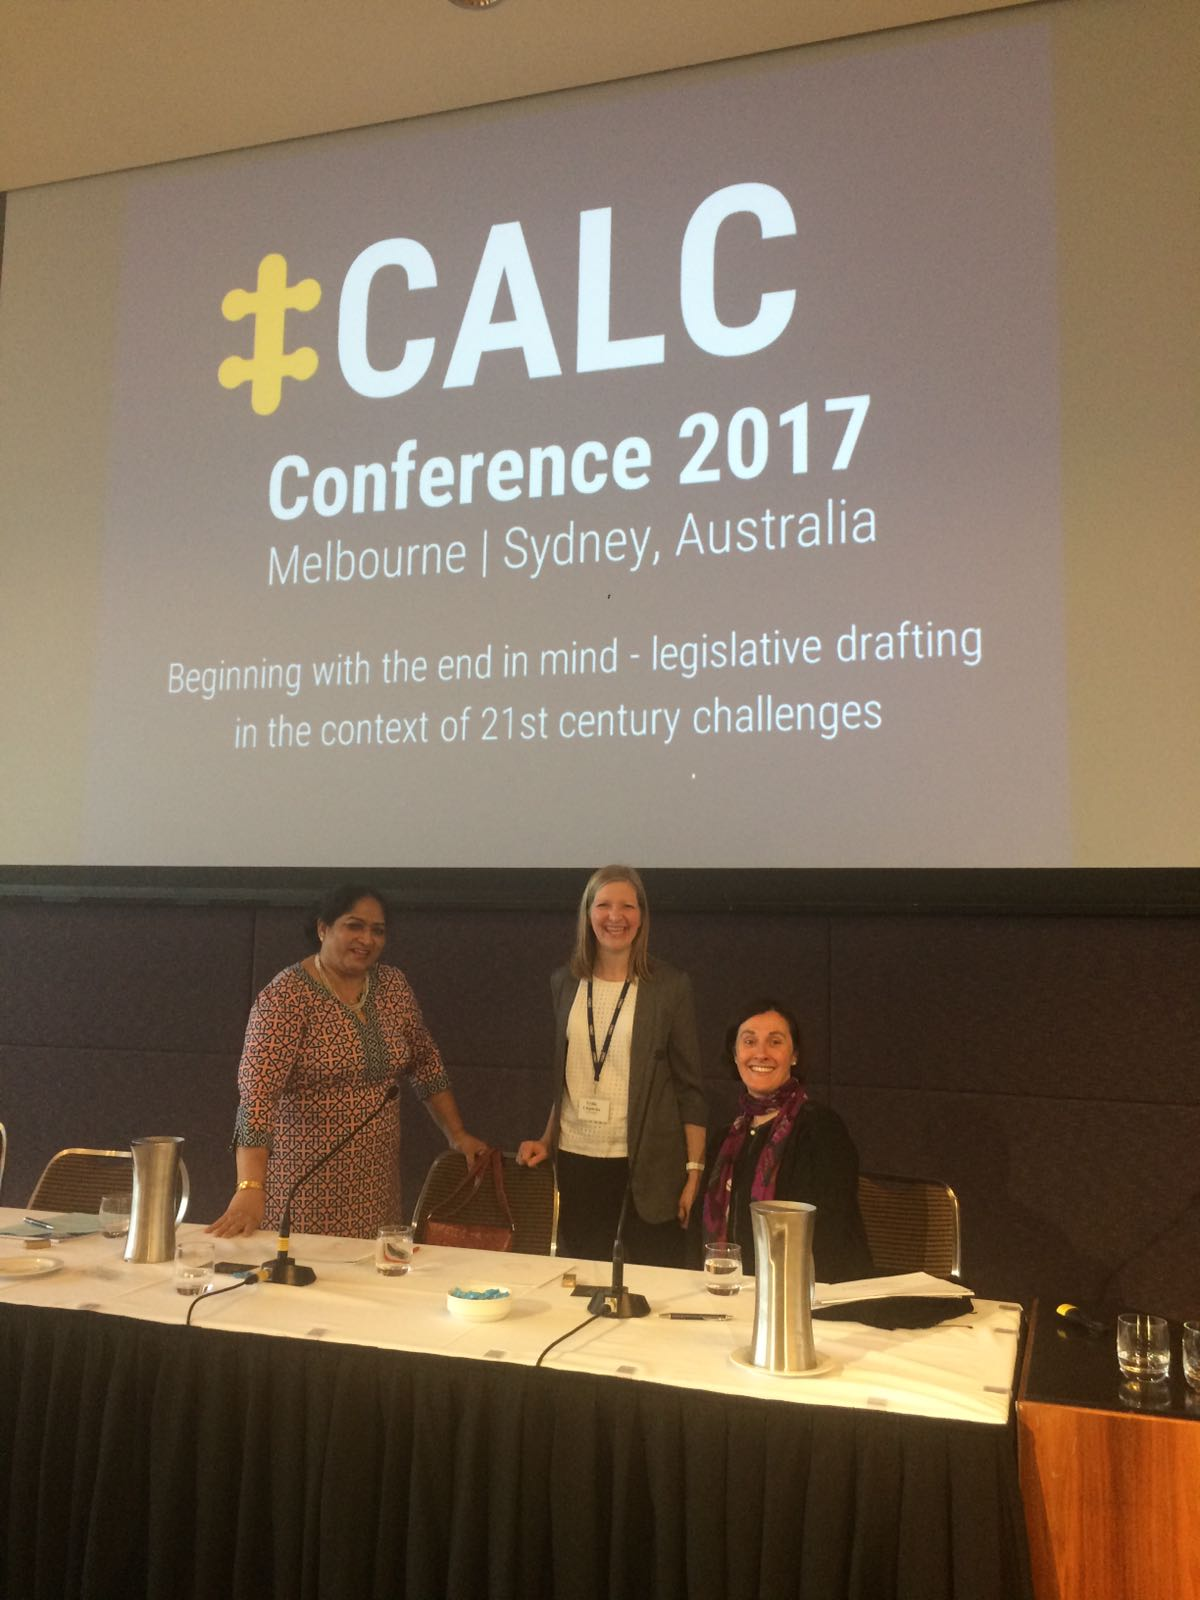 CALC
Conference 2017
Melbourne | Sydney, Australia
Beginning with the end in mind - legislative drafting
in the context of 21st century challenges